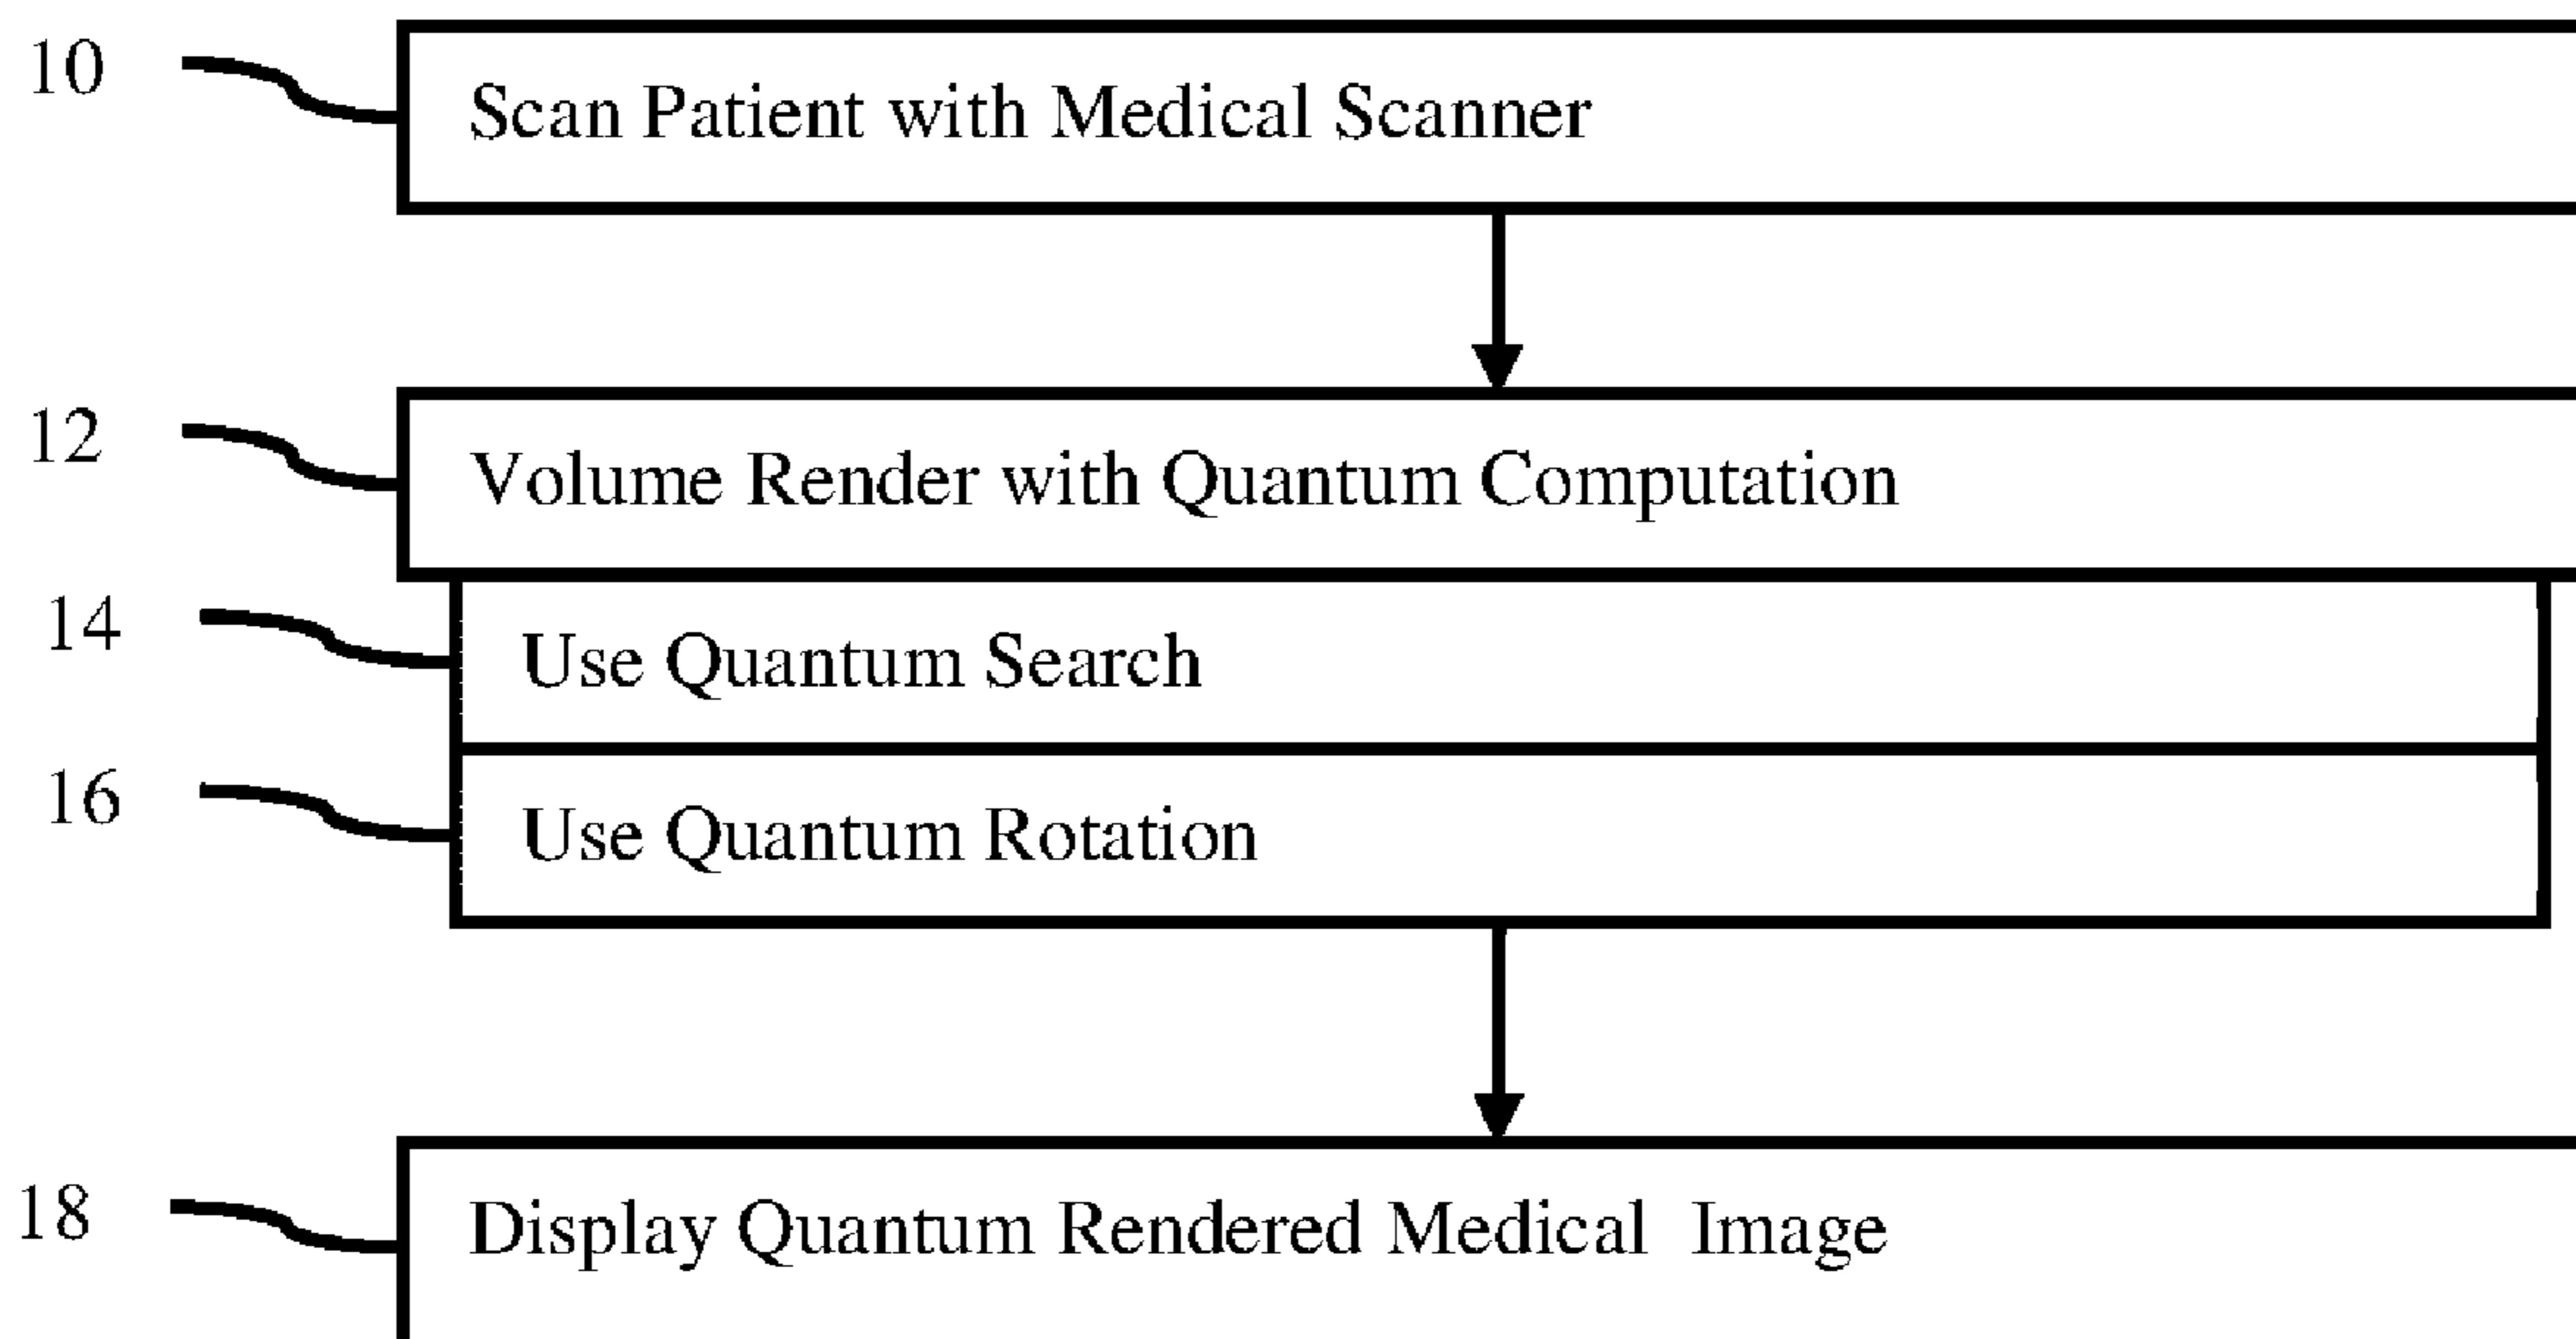 10 Scan Patient with Medical Scanner
12 Volume Render with Quantum Computation
14 Use Quantum Search
16 Use Quantum Rotation
18 Display Quantum Rendered Medical Image